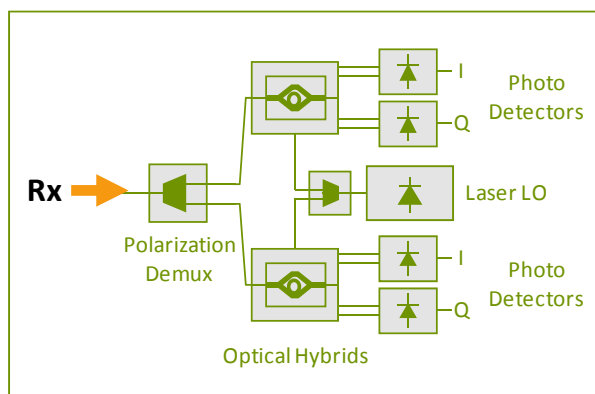 I
Photo
Detectors
Q
Rx
Laser LO
Polarization
Demux
I
Photo
Detectors
Q
Optical Hybrids